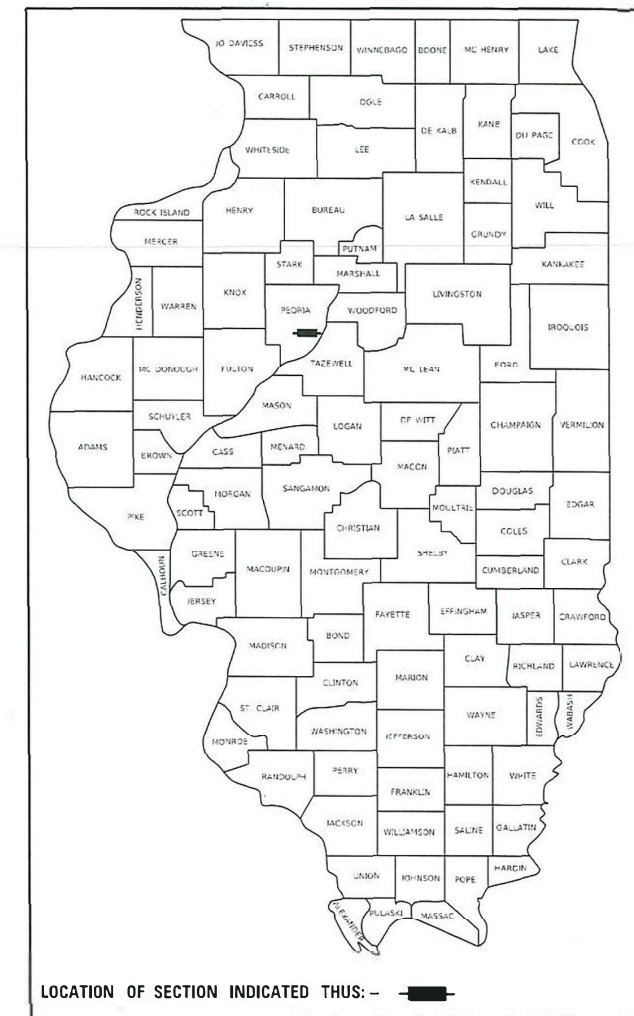 JO DAVIESS STEPHENSON WINNEBAGO BOONE MC HENRY LAKE
CARROLL OGLE DE KALB KANE DU PAGE COOK
WHITESIDE LEE
KENDALL
ROCK ISLAND HENRY BUREAU LA SALLE WILL
MERCER PUTNAM GRUNDY
STARK MARSHALL KANKAKEE
HENDERSON WARREN KNOX PEORIA WOODFORD LIVINGSTON IROQUOIS
HANCOCK MC DONOUGH FULTON TAZEWELL MC LEAN FORD
SCHUYLER MASON LOGAN DE WITT CHAMPAIGN VERMILION
ADAMS BROWN CASS MENARD PIATT
MACON
PIKE SCOTT MORGAN SANGAMON MOULTRIE DOUGLAS EDGAR
CHRISTIAN COLES
CALHOUN GREENE MACOUPIN MONTGOMERY SHELBY CUMBERLAND CLARK
JERSEY FAYETTE EFFINGHAM JASPER CRAWFORD
MADISON BOND
CLAY RICHLAND LAWRENCE
CLINTON MARION
ST. CLAIR WAYNE EDWARDS WABASH
MONROE WASHINGTON JEFFERSON
RANDOLPH PERRY HAMILTON WHITE
FRANKLIN
JACKSON WILLIAMSON SALINE GALLATIN
UNION JOHNSON POPE HARDIN
ALEXANDER PULASKI MASSAC
LOCATION OF SECTION INDICATED THUS: –